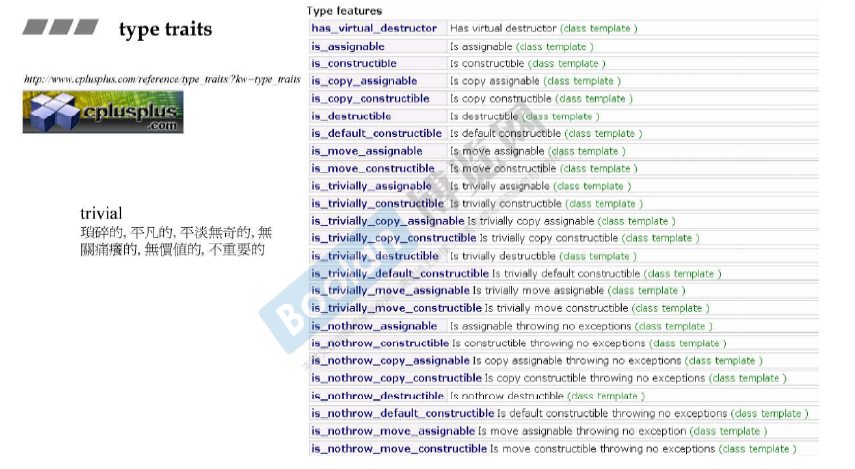 type traits
http://www.cplusplus.com/reference/type_traits/?kw=type_traits
cplusplus
.com
trivial
瑣碎的, 平凡的, 平淡無奇的, 無
關痛癢的, 無價值的, 不重要的
Type features
has_virtual_destructor Has virtual destructor (class template )
is_assignable Is assignable (class template )
is_constructible Is constructible (class template )
is_copy_assignable Is copy assignable (class template )
is_copy_constructible Is copy constructible (class template )
is_destructible Is destructible (class template )
is_default_constructible Is default constructible (class template )
is_move_assignable Is move assignable (class template )
is_move_constructible Is move constructible (class template )
is_trivially_assignable Is trivially assignable (class template )
is_trivially_constructible Is trivially constructible (class template )
is_trivially_copy_assignable Is trivially copy assignable (class template )
is_trivially_copy_constructible Is trivially copy constructible (class template )
is_trivially_destructible Is trivially destructible (class template )
is_trivially_default_constructible Is trivially default constructible (class template )
is_trivially_move_assignable Is trivially move assignable (class template )
is_trivially_move_constructible Is trivially move constructible (class template )
is_nothrow_assignable Is assignable throwing no exceptions (class template )
is_nothrow_constructible Is constructible throwing no exceptions (class template )
is_nothrow_copy_assignable Is copy assignable throwing no exceptions (class template )
is_nothrow_copy_constructible Is copy constructible throwing no exceptions (class template )
is_nothrow_destructible Is nothrow destructible (class template )
is_nothrow_default_constructible Is default constructible throwing no exceptions (class template )
is_nothrow_move_assignable Is move assignable throwing no exception (class template )
is_nothrow_move_constructible Is move constructible throwing no exceptions (class template )
Boolan
博览网